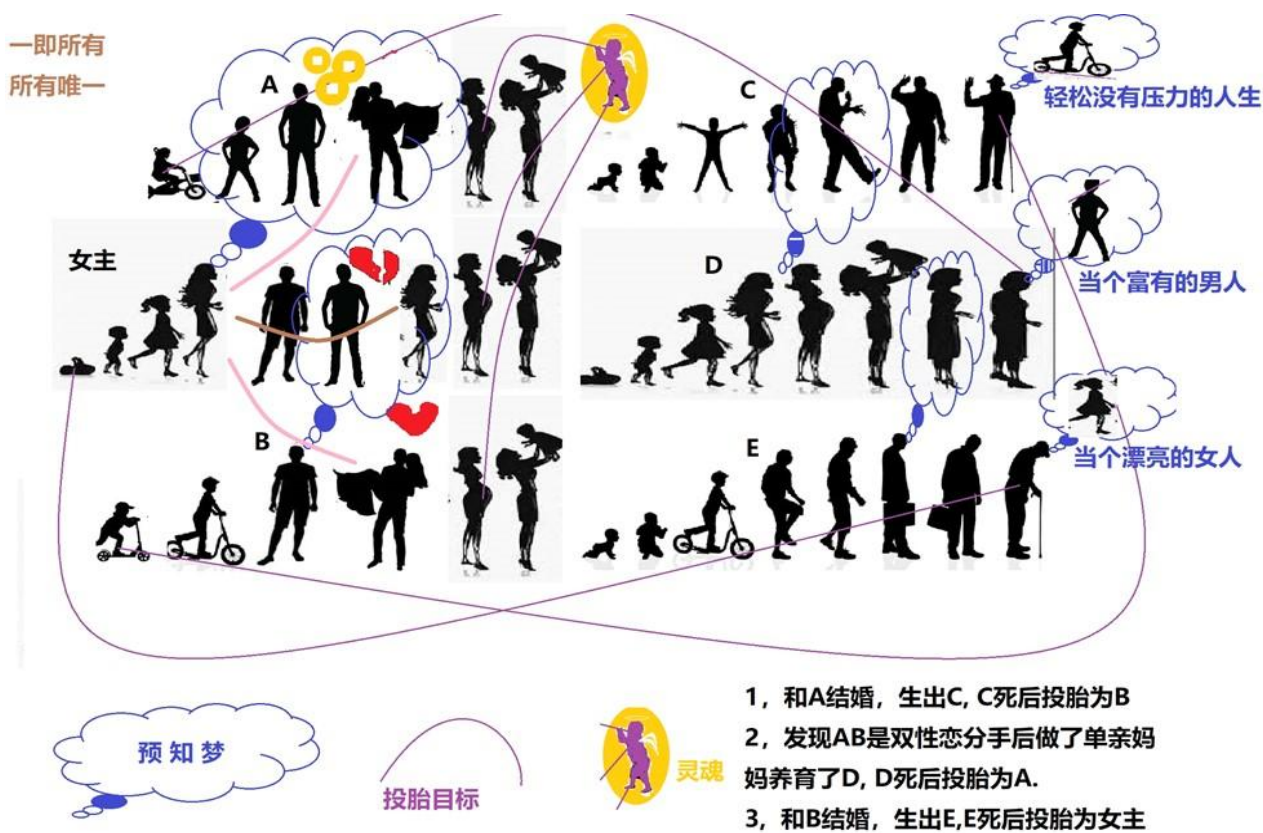 一即所有
所有唯一
A
C
轻松没有压力的人生
女主
D
当个富有的男人
B
E
当个漂亮的女人
预知梦
投胎目标
灵魂
1，和A结婚，生出C, C死后投胎为B
2，发现AB是双性恋分手后做了单亲妈
妈养育了D, D死后投胎为A.
3，和B结婚，生出E,E死后投胎为女主